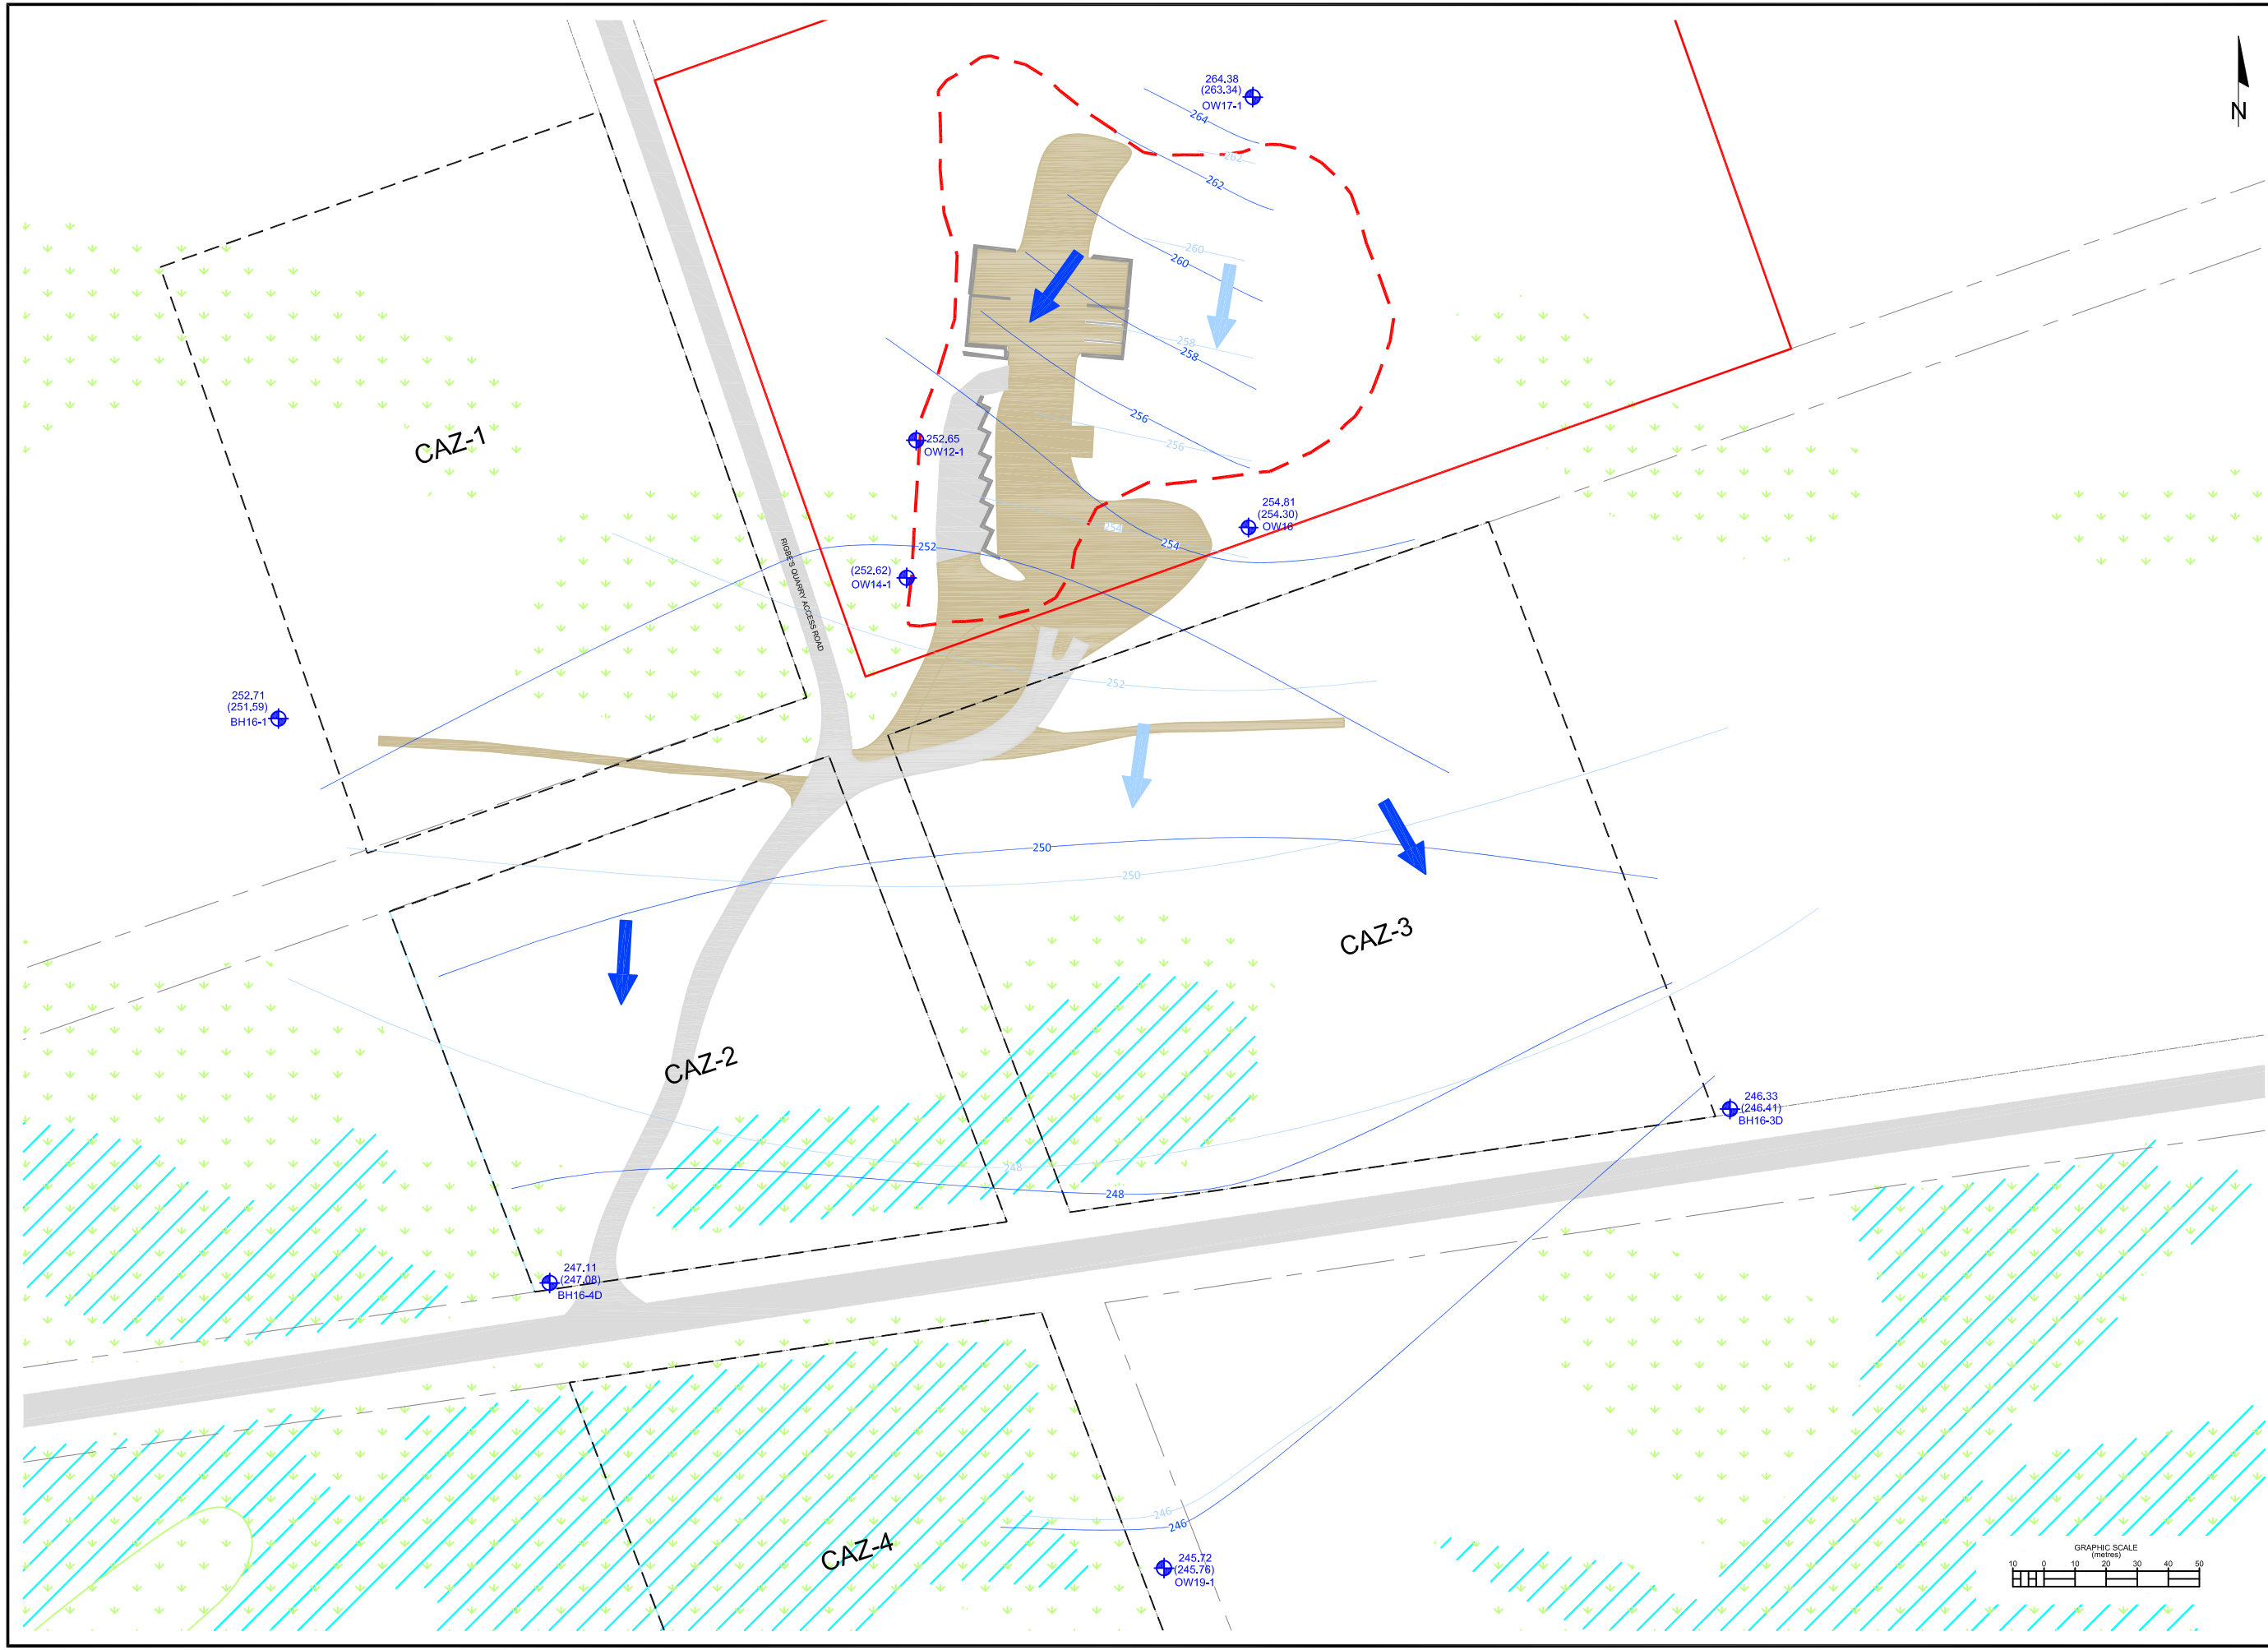 264.38
(263.34)
OW17-1
N
264
262
262
260
260
258
258
256
256
CAZ-1
252.65
OW12-1
254.81
(254.30)
OW16
254
254
252
(252.62)
OW14-1
RIGBE'S QUARRY ACCESS ROAD
252
252.71
(251.59)
BH16-1
250
250
CAZ-3
CAZ-2
246.33
(246.41)
BH16-3D
248
248
247.11
(247.08)
BH16-4D
246
246
CAZ-4
245.72
(245.76)
OW19-1
GRAPHIC SCALE
(metres)
10 0 10 20 30 40 50